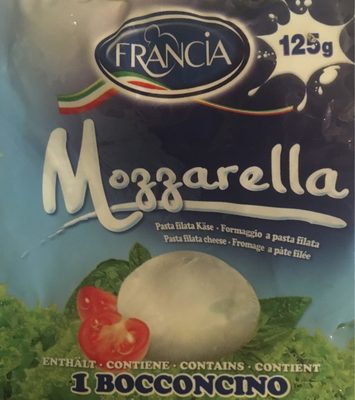 FRANCIA
125g
Mozzarella
Pasta filata Käse · Formaggio a pasta filata
Pasta filata cheese · Fromage a pâte filée
ENTHÄLT · CONTIENE · CONTAINS · CONTIENT
1 BOCCONCINO